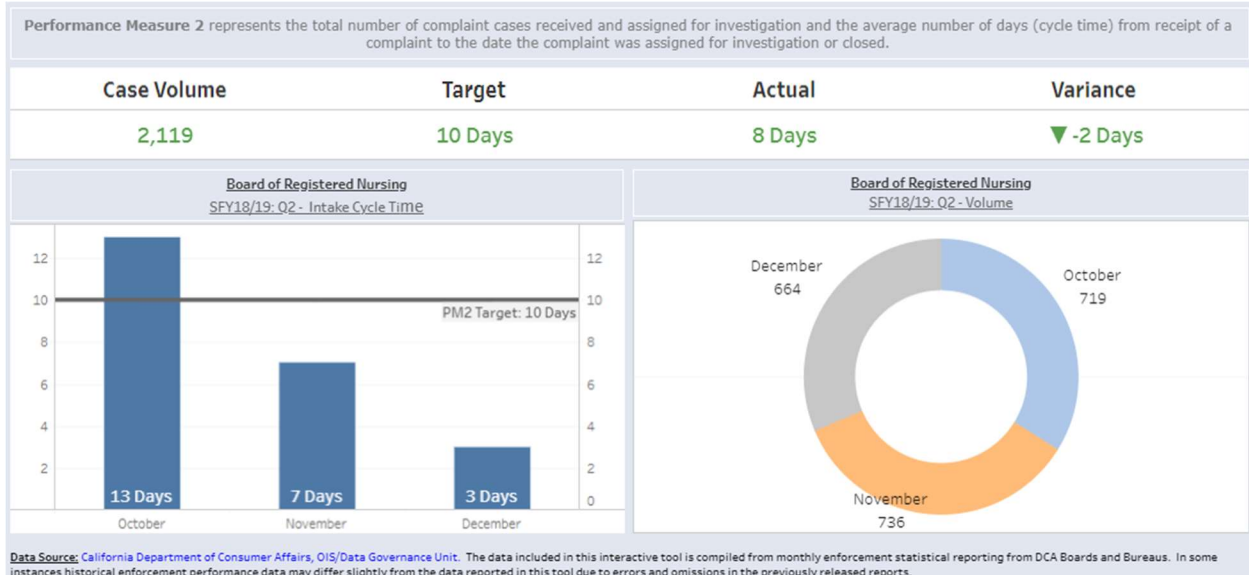 Performance Measure 2 represents the total number of complaint cases received and assigned for investigation and the average number of days (cycle time) from receipt of a
complaint to the date the complaint was assigned for investigation or closed.
Case Volume Target Actual Variance
2,119 10 Days 8 Days ▼ -2 Days
Board of Registered Nursing
SFY18/19: Q2 - Intake Cycle Time
12 12
10 10
PM2 Target: 10 Days
8 8
6 6
4 4
2 2
0
13 Days 7 Days 3 Days
October November December
Board of Registered Nursing
SFY18/19: Q2 - Volume
December
664
October
719
November
736
Data Source: California Department of Consumer Affairs, OIS/Data Governance Unit. The data included in this interactive tool is compiled from monthly enforcement statistical reporting from DCA Boards and Bureaus. In some
instances historical enforcement performance data may differ slightly from the data reported in this tool due to errors and omissions in the previously released reports.